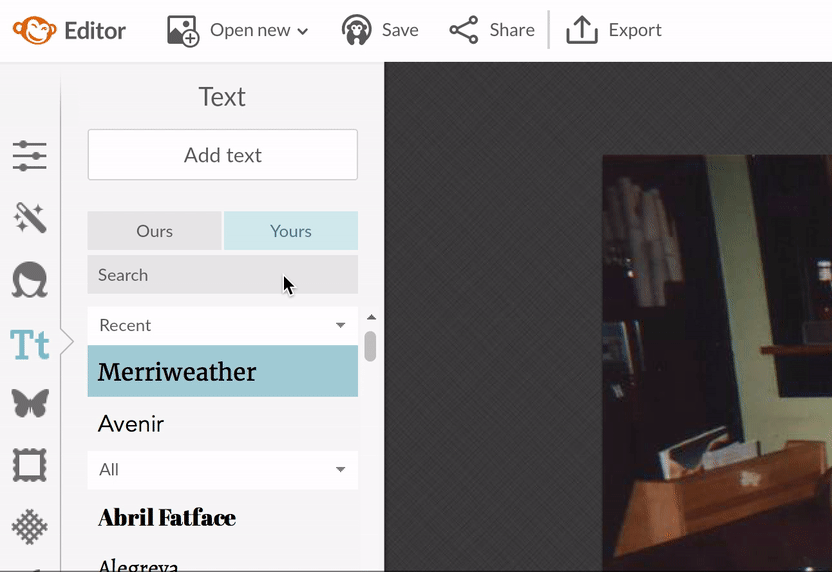 Editor Open new Save Share Export
Text
Add text
Ours Yours
Search
Recent
Merriweather
Avenir
All
Abril Fatface
Alegreya
Tt